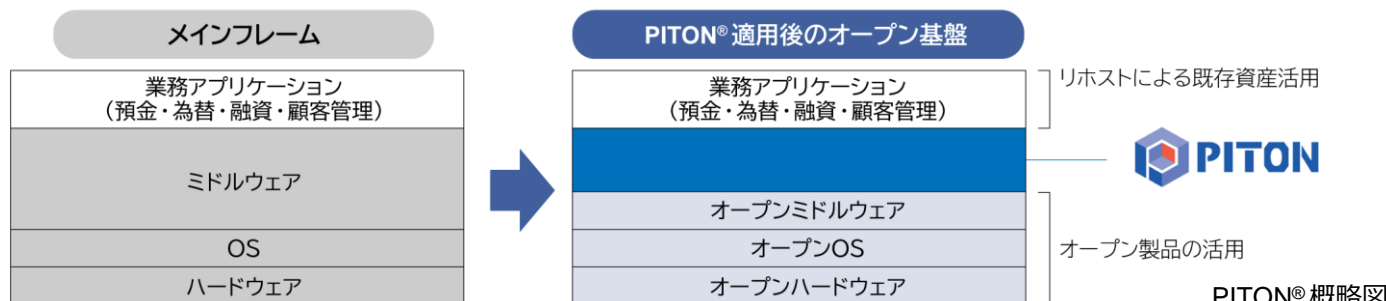 メインフレーム
PITON®適用後のオープン基盤
業務アプリケーション
（預金・為替・融資・顧客管理）
ミドルウェア
OS
ハードウェア
業務アプリケーション
（預金・為替・融資・顧客管理）
オープンミドルウェア
オープンOS
オープンハードウェア
リホストによる既存資産活用
PITON
オープン製品の活用
PITON®概略図